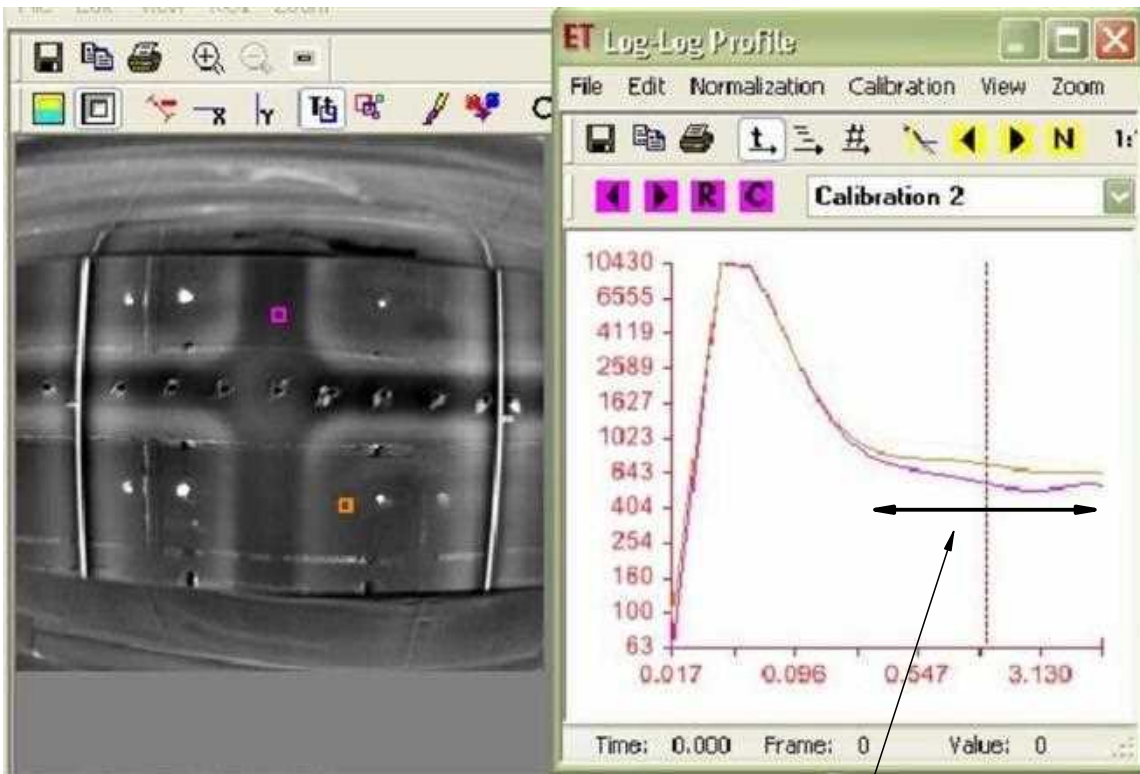 ET Log-Log Profile
File Edit Normalization Calibration View Zoom
X Y T C
t # N 1:
R C Calibration 2
10430
6555
4119
2589
1627
1023
643
404
254
160
100
63
0.017 0.096 0.547 3.130
Time: 0.000 Frame: 0 Value: 0